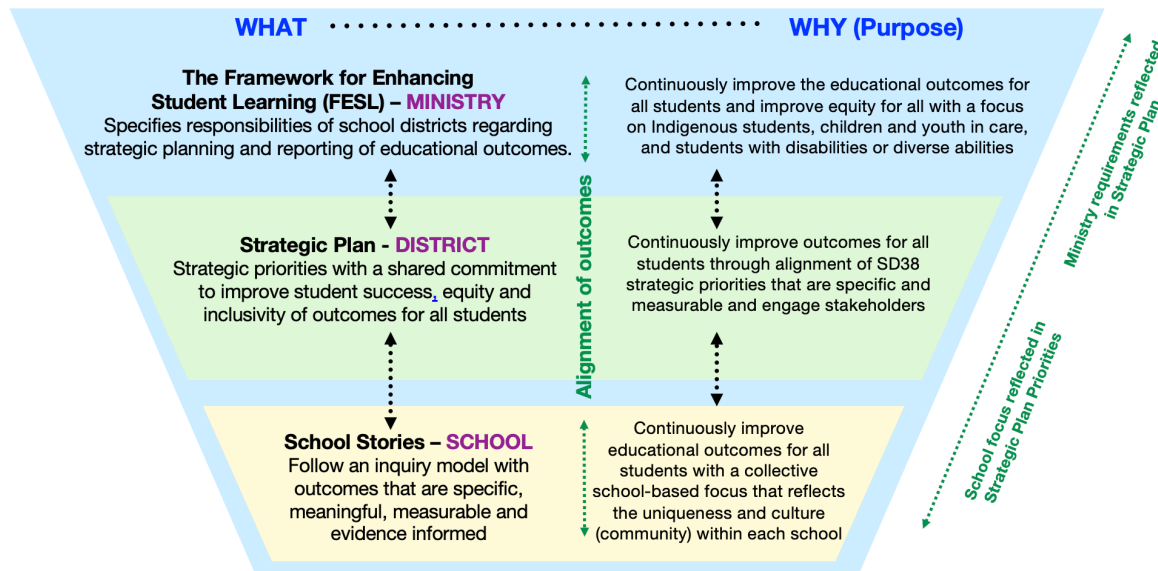 WHAT
WHY (Purpose)
The Framework for Enhancing
Student Learning (FESL) – MINISTRY
Specifies responsibilities of school districts regarding
strategic planning and reporting of educational outcomes.
Continuously improve the educational outcomes for
all students and improve equity for all with a focus
on Indigenous students, children and youth in care,
and students with disabilities or diverse abilities
Strategic Plan - DISTRICT
Strategic priorities with a shared commitment
to improve student success, equity and
inclusivity of outcomes for all students
Continuously improve outcomes for all
students through alignment of SD38
strategic priorities that are specific and
measurable and engage stakeholders
School Stories – SCHOOL
Follow an inquiry model with
outcomes that are specific,
meaningful, measurable and
evidence informed
Continuously improve
educational outcomes for all
students with a collective
school-based focus that reflects
the uniqueness and culture
(community) within each school
Alignment of outcomes
Ministry requirements reflected
in Strategic Plan
School focus reflected in
Strategic Plan Priorities